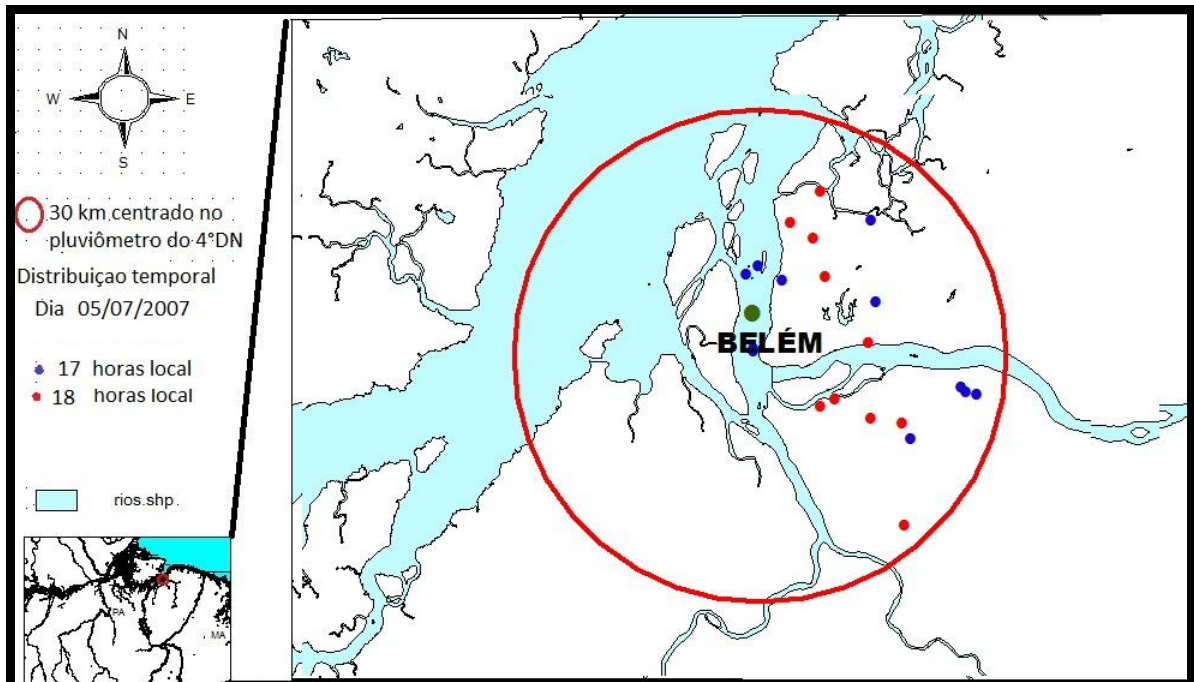 N
W E
S
30 km centrado no
pluviômetro do 4°DN
Distribuiçao temporal
Dia 05/07/2007
17 horas local
18 horas local
rios.shp
PA
MA
BELÉM